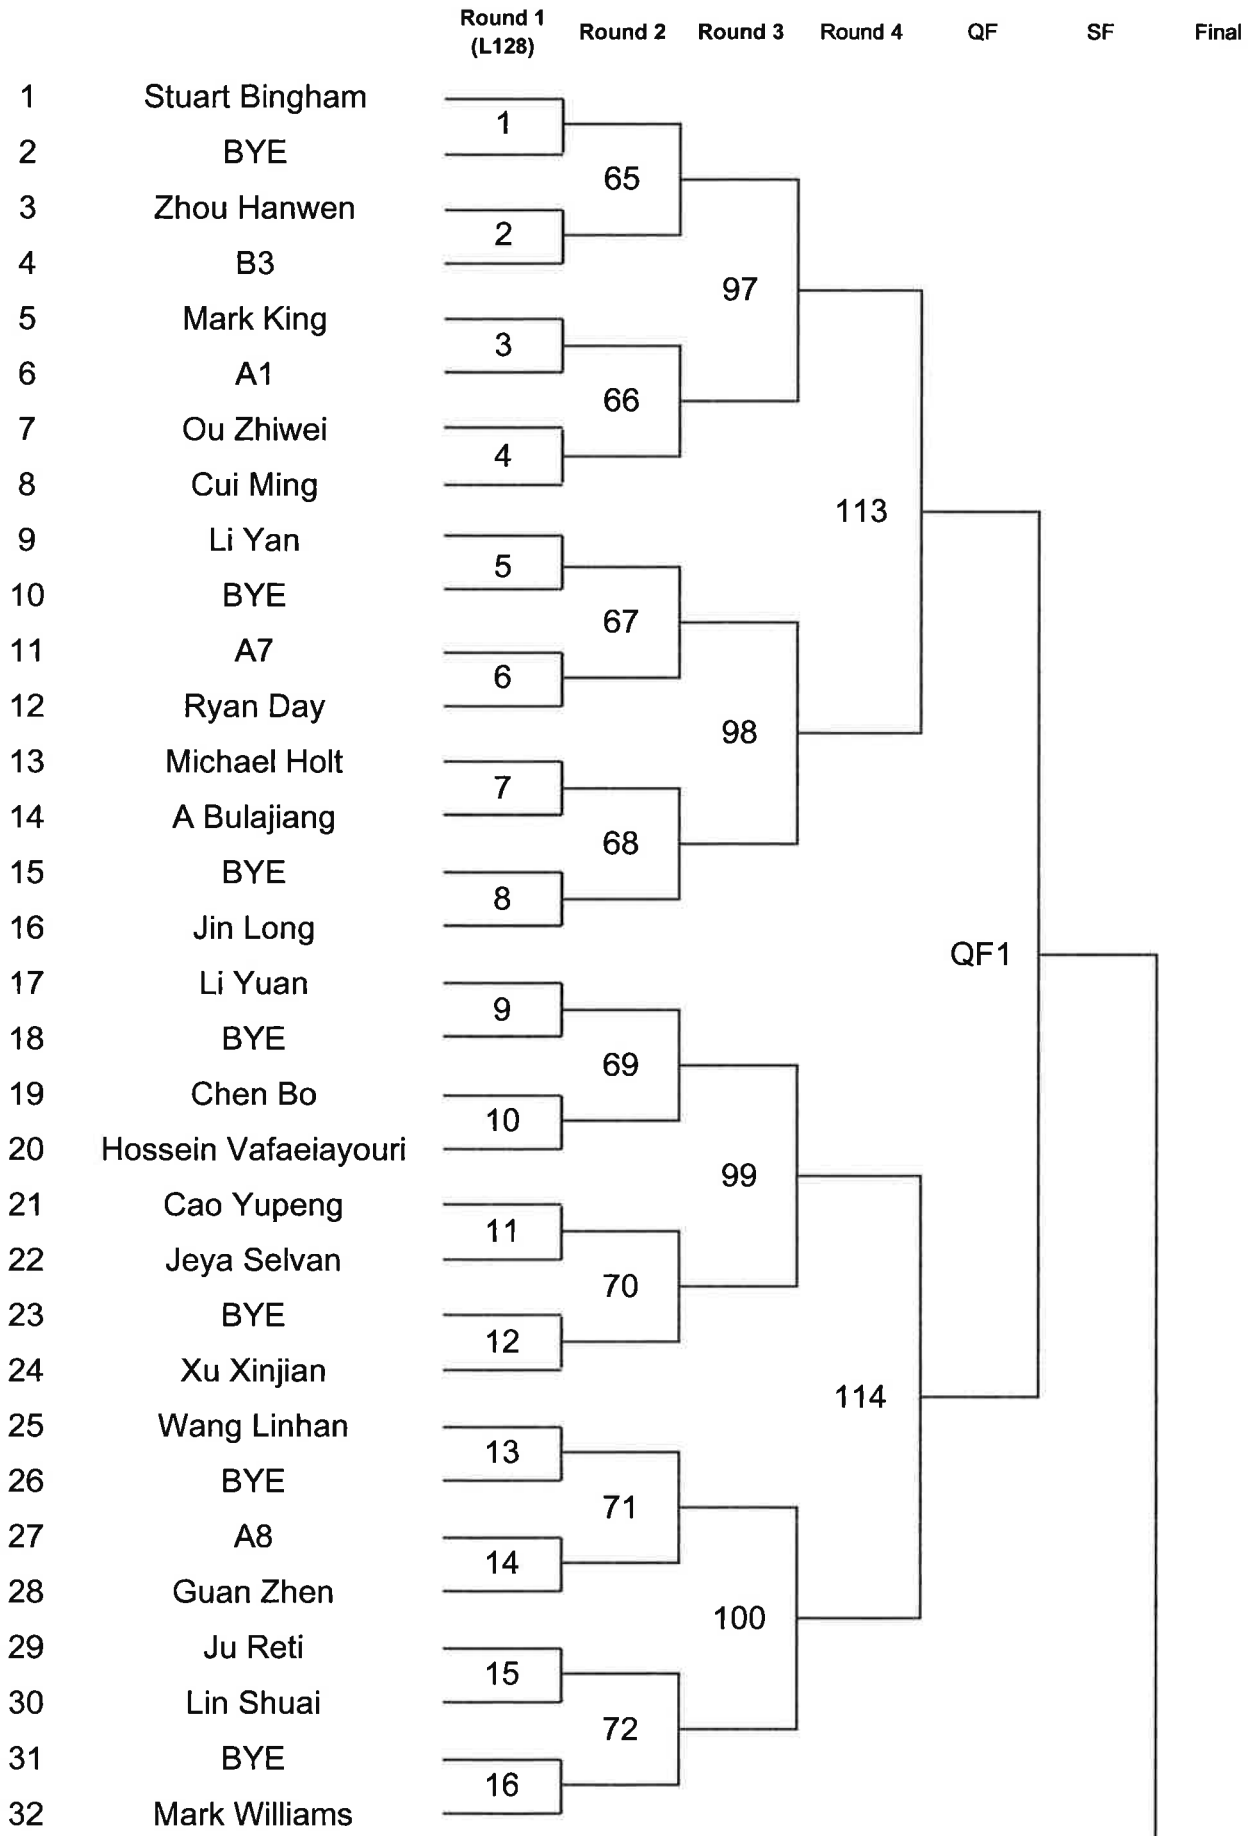 Round 1 (L128) Round 2 Round 3 Round 4 QF SF Final
1 Stuart Bingham
1
2 BYE
65
3 Zhou Hanwen
2
4 B3
97
5 Mark King
3
6 A1
66
7 Ou Zhiwei
4
8 Cui Ming
113
9 Li Yan
5
10 BYE
67
11 A7
6
12 Ryan Day
98
13 Michael Holt
7
14 A Bulajiang
68
15 BYE
8
16 Jin Long
QF1
17 Li Yuan
9
18 BYE
69
19 Chen Bo
10
20 Hossein Vafaeiayouri
99
21 Cao Yupeng
11
22 Jeya Selvan
70
23 BYE
12
24 Xu Xinjian
114
25 Wang Linhan
13
26 BYE
71
27 A8
14
28 Guan Zhen
100
29 Ju Reti
15
30 Lin Shuai
72
31 BYE
16
32 Mark Williams